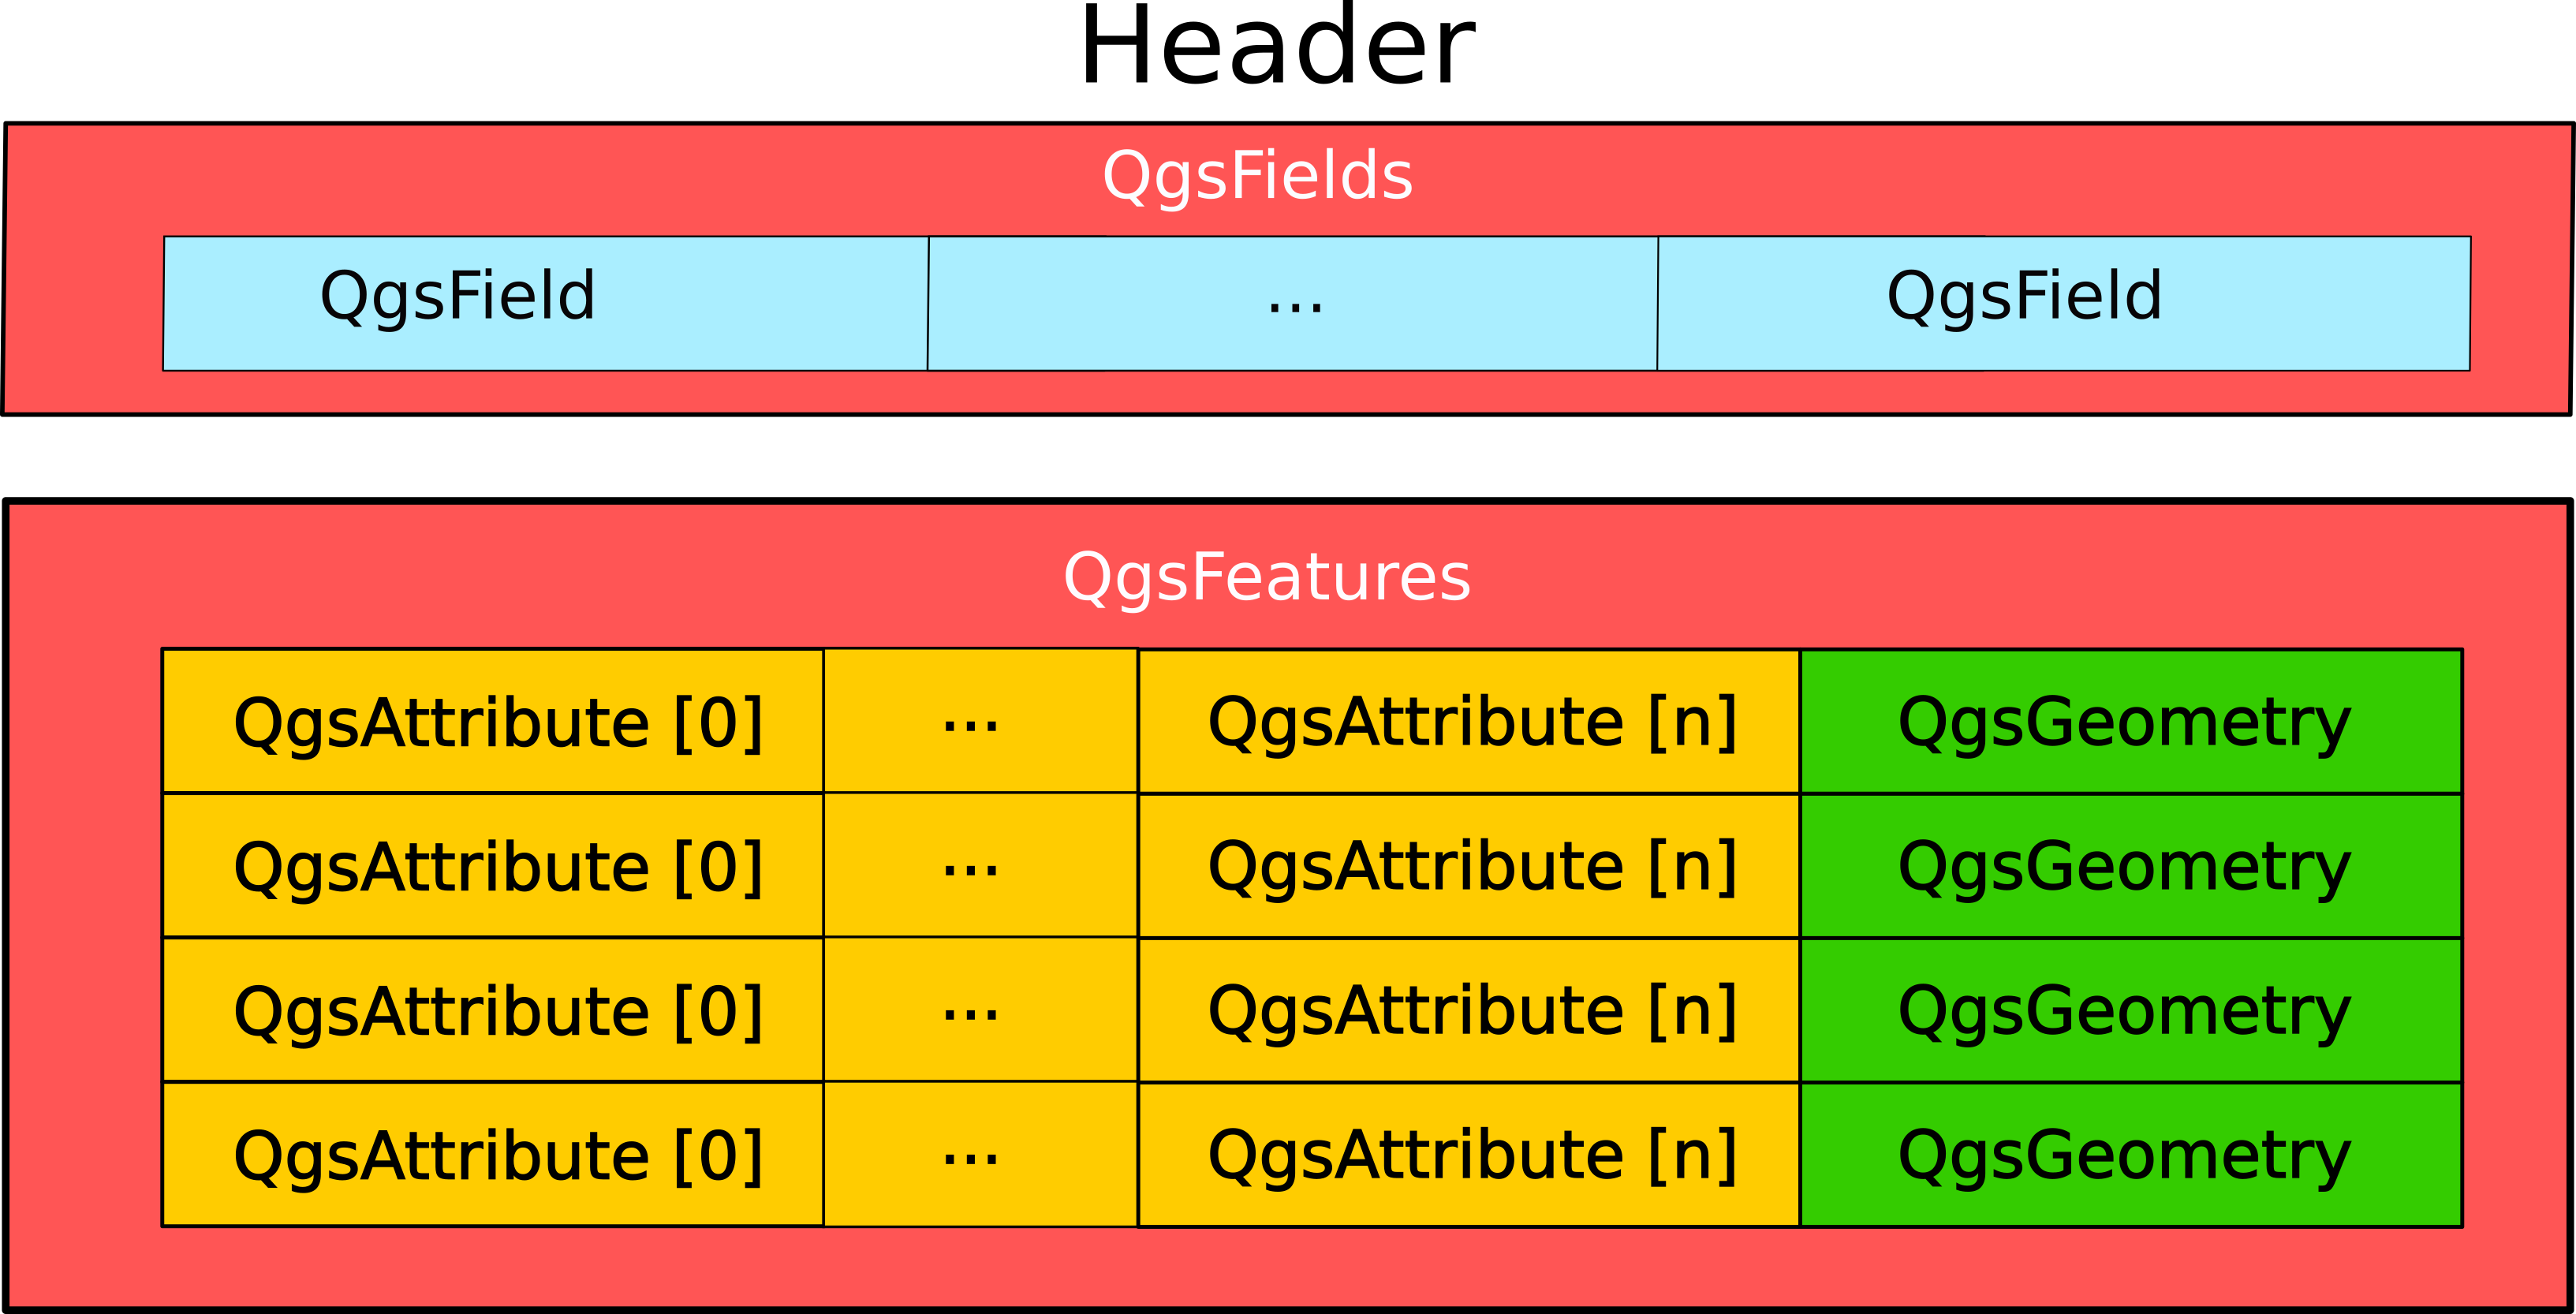 Header
QgsFields
QgsField ... QgsField
QgsFeatures
QgsAttribute [0] ... QgsAttribute [n] QgsGeometry
QgsAttribute [0] ... QgsAttribute [n] QgsGeometry
QgsAttribute [0] ... QgsAttribute [n] QgsGeometry
QgsAttribute [0] ... QgsAttribute [n] QgsGeometry